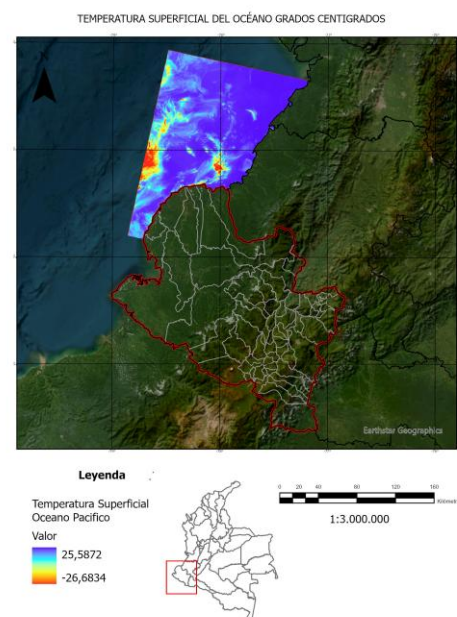 TEMPERATURA SUPERFICIAL DEL OCÉANO GRADOS CENTIGRADOS
Earthstar Geographics
Leyenda
Temperatura Superficial
Oceano Pacifico
Valor
25,5872
-26,6834
0 20 40 80 120 160
Kilómetr
1:3.000.000